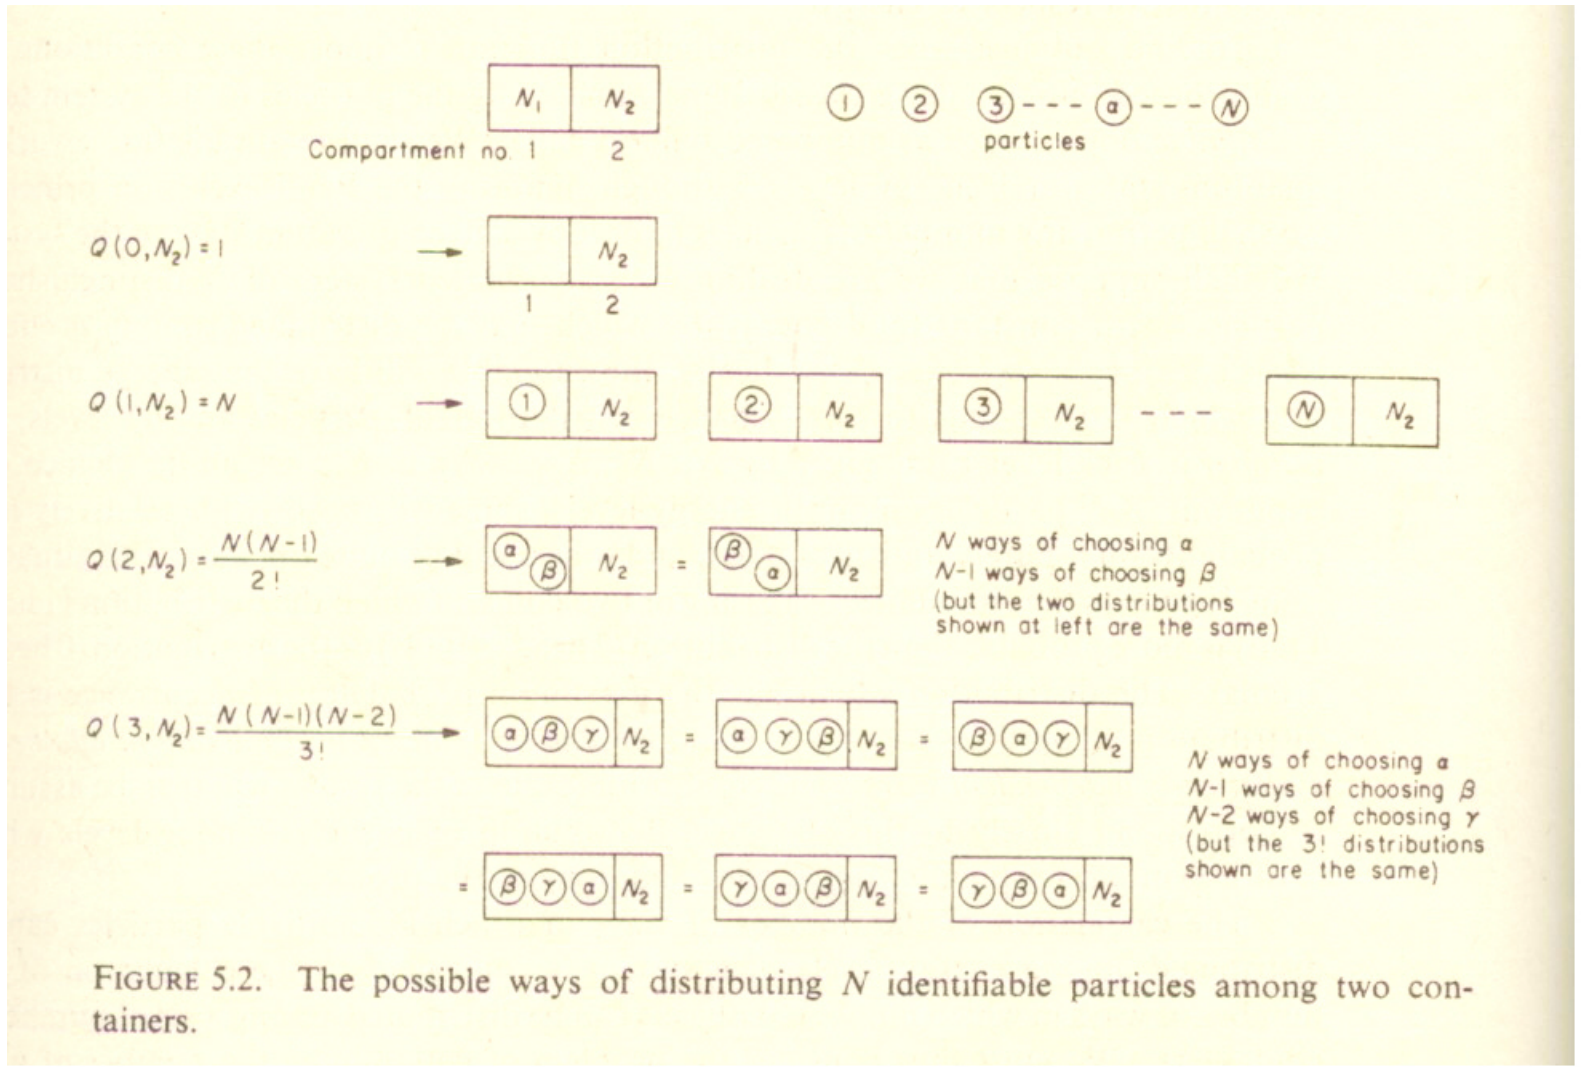 N₁ N₂
① ② ③ --- ⓐ --- Ⓝ
particles
Compartment no. 1 2
Q(0,N₂) = 1 → N₂
1 2
Q(1,N₂) = N → ① N₂ ② N₂ ③ N₂ --- Ⓝ N₂
Q(2,N₂) = N(N-1)/2! → α β N₂ = β α N₂
N ways of choosing α
N-1 ways of choosing β
(but the two distributions
shown at left are the same)
Q(3,N₂) = N(N-1)(N-2)/3! → α β γ N₂ = α γ β N₂ = β α γ N₂
= β γ α N₂ = γ α β N₂ = γ β α N₂
N ways of choosing α
N-1 ways of choosing β
N-2 ways of choosing γ
(but the 3! distributions
shown are the same)
FIGURE 5.2. The possible ways of distributing N identifiable particles among two con-
tainers.